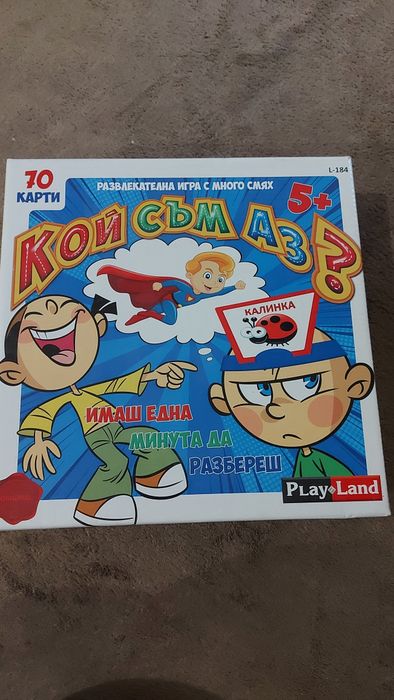 L-184
70
КАРТИ
РАЗВЛЕКАТЕЛНА ИГРА С МНОГО СМЯХ
5+
КОЙ СЪМ АЗ?
КАЛИНКА
ИМАШ ЕДНА
МИНУТА ДА
РАЗБЕРЕШ
PLAY LAND